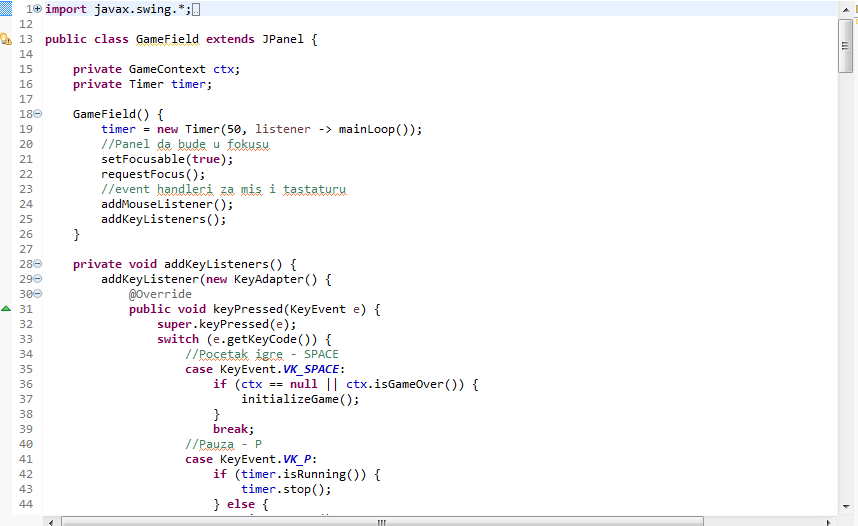 1 import javax.swing.*;
12
13 public class GameField extends JPanel {
14
15     private GameContext ctx;
16     private Timer timer;
17
18     GameField() {
19         timer = new Timer(50, listener -> mainLoop());
20         //Panel da bude u fokusu
21         setFocusable(true);
22         requestFocus();
23         //event handleri za mis i tastaturu
24         addMouseListener();
25         addKeyListeners();
26     }
27
28     private void addKeyListeners() {
29         addKeyListener(new KeyAdapter() {
30             @Override
31             public void keyPressed(KeyEvent e) {
32                 super.keyPressed(e);
33                 switch (e.getKeyCode()) {
34                     //Pocetak igre - SPACE
35                     case KeyEvent.VK_SPACE:
36                         if (ctx == null || ctx.isGameOver()) {
37                             initializeGame();
38                         }
39                         break;
40                     //Pauza - P
41                     case KeyEvent.VK_P:
42                         if (timer.isRunning()) {
43                             timer.stop();
44                         } else {